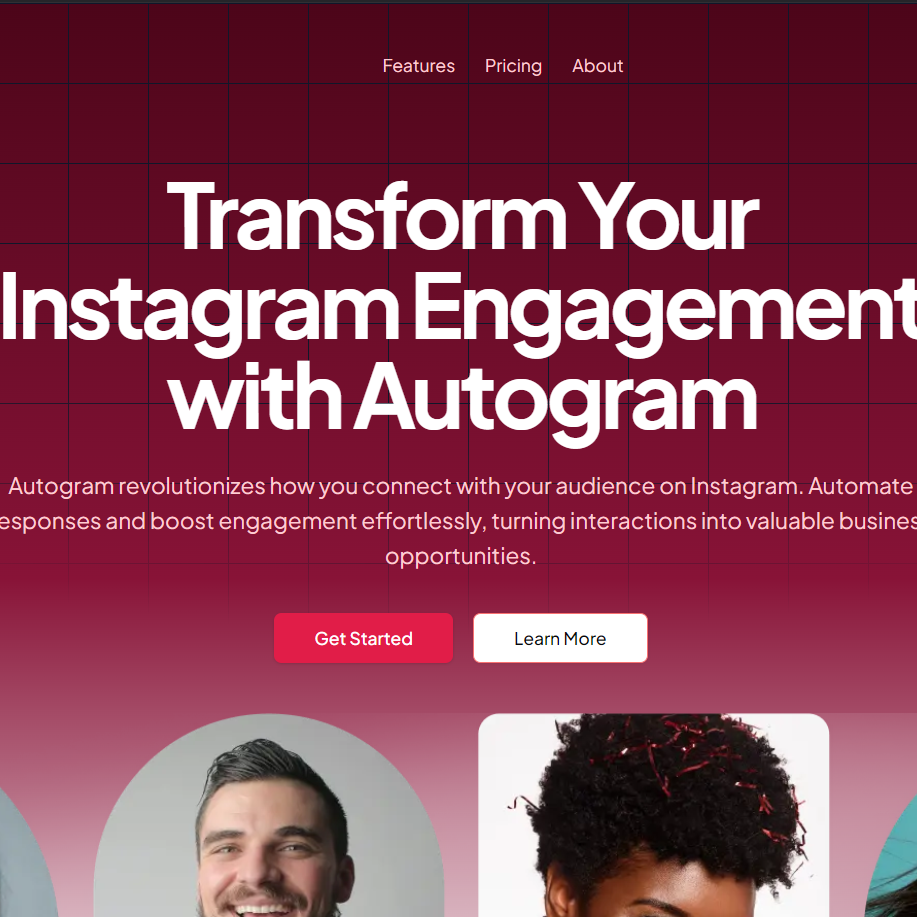 Features Pricing About
Transform Your
Instagram Engagement
with Autogram
Autogram revolutionizes how you connect with your audience on Instagram. Automate
esponses and boost engagement effortlessly, turning interactions into valuable busines
opportunities.
Get Started Learn More